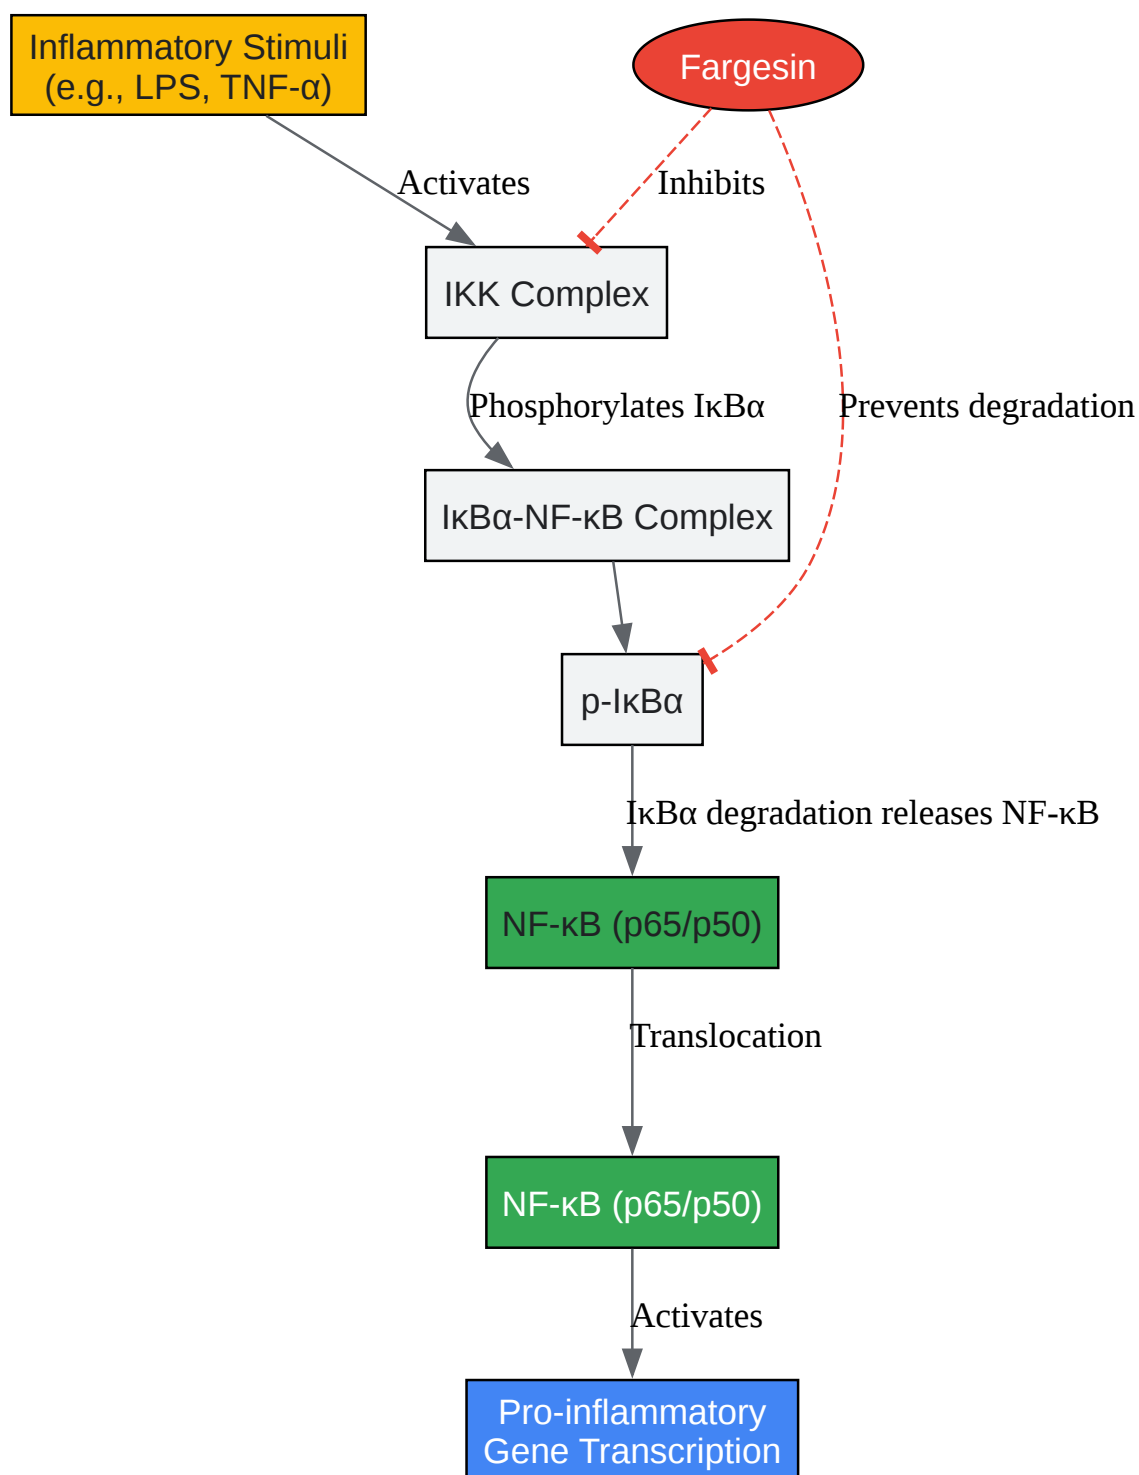 Inflammatory Stimuli
(e.g., LPS, TNF-α)
Fargesin
Activates
Inhibits
IKK Complex
Phosphorylates IκBα
Prevents degradation
IκBα-NF-κB Complex
p-IκBα
IκBα degradation releases NF-κB
NF-κB (p65/p50)
Translocation
NF-κB (p65/p50)
Activates
Pro-inflammatory
Gene Transcription